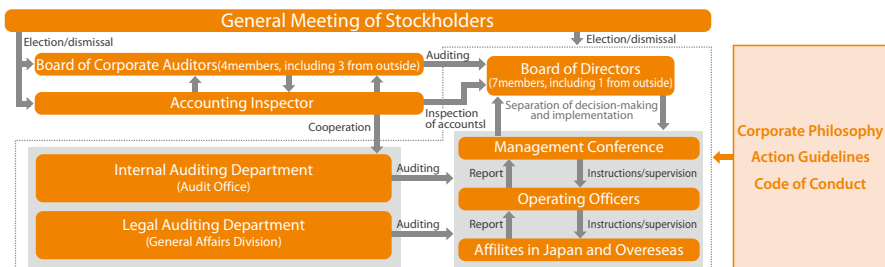 General Meeting of Stockholders
Election/dismissal
Election/dismissal
Board of Corporate Auditors(4members, including 3 from outside)
Auditing
Board of Directors
(7members, including 1 from outside)
Accounting Inspector
Inspection
of accountsl
Separation of decision-making
and implementation
Cooperation
Corporate Philosophy
Action Guidelines
Code of Conduct
Management Conference
Internal Auditing Department
(Audit Office)
Auditing
Report
Instructions/supervision
Operating Officers
Legal Auditing Department
(General Affairs Division)
Auditing
Report
Instructions/supervision
Affilites in Japan and Overeseas